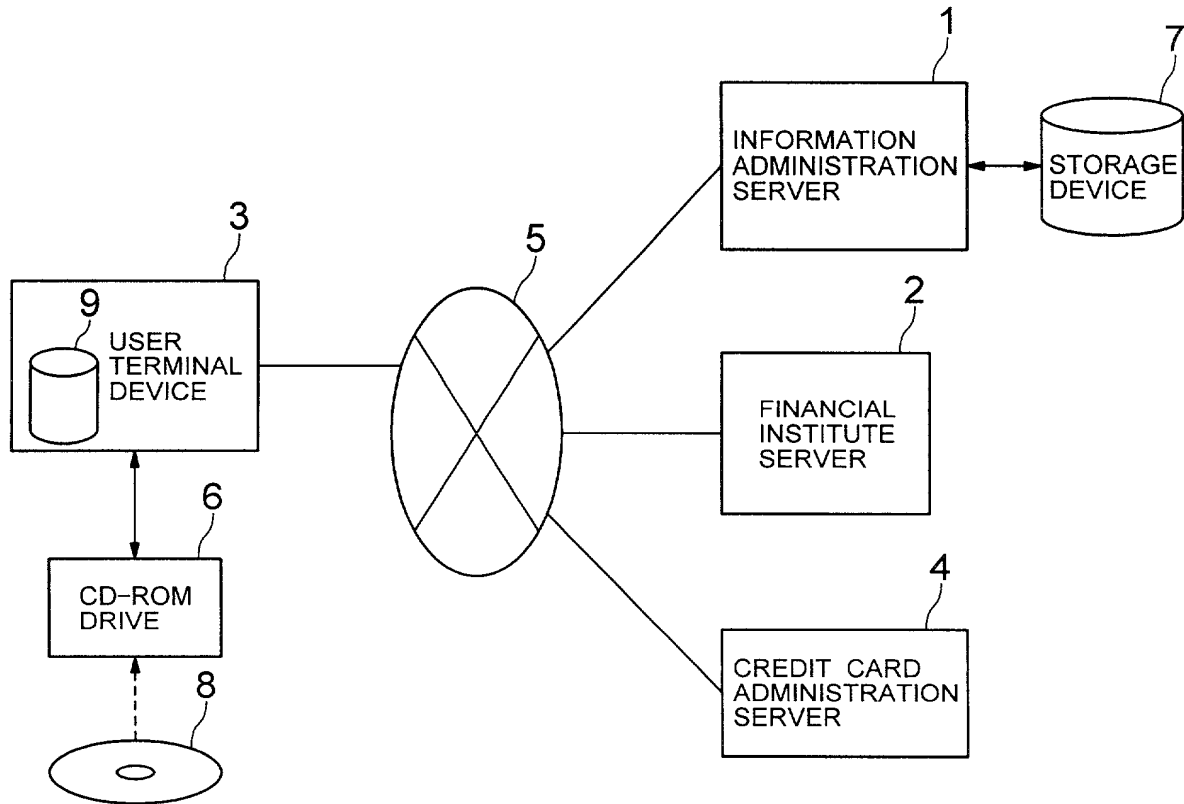 1
7
INFORMATION
ADMINISTRATION
SERVER
STORAGE
DEVICE
3
5
9
USER
TERMINAL
DEVICE
2
FINANCIAL
INSTITUTE
SERVER
6
CD-ROM
DRIVE
4
8
CREDIT CARD
ADMINISTRATION
SERVER